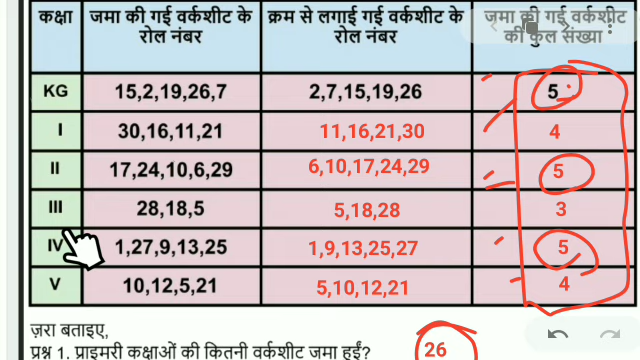 कक्षा जमा की गई वर्कशीट के रोल नंबर क्रम से लगाई गई वर्कशीट के रोल नंबर जमा की गई वर्कशीट की कुल संख्या
KG 15,2,19,26,7 2,7,15,19,26 5
I 30,16,11,21 11,16,21,30 4
II 17,24,10,6,29 6,10,17,24,29 5
III 28,18,5 5,18,28 3
IV 1,27,9,13,25 1,9,13,25,27 5
V 10,12,5,21 5,10,12,21 4
ज़रा बताइए,
प्रश्न 1. प्राइमरी कक्षाओं की कितनी वर्कशीट जमा हुईं? 26